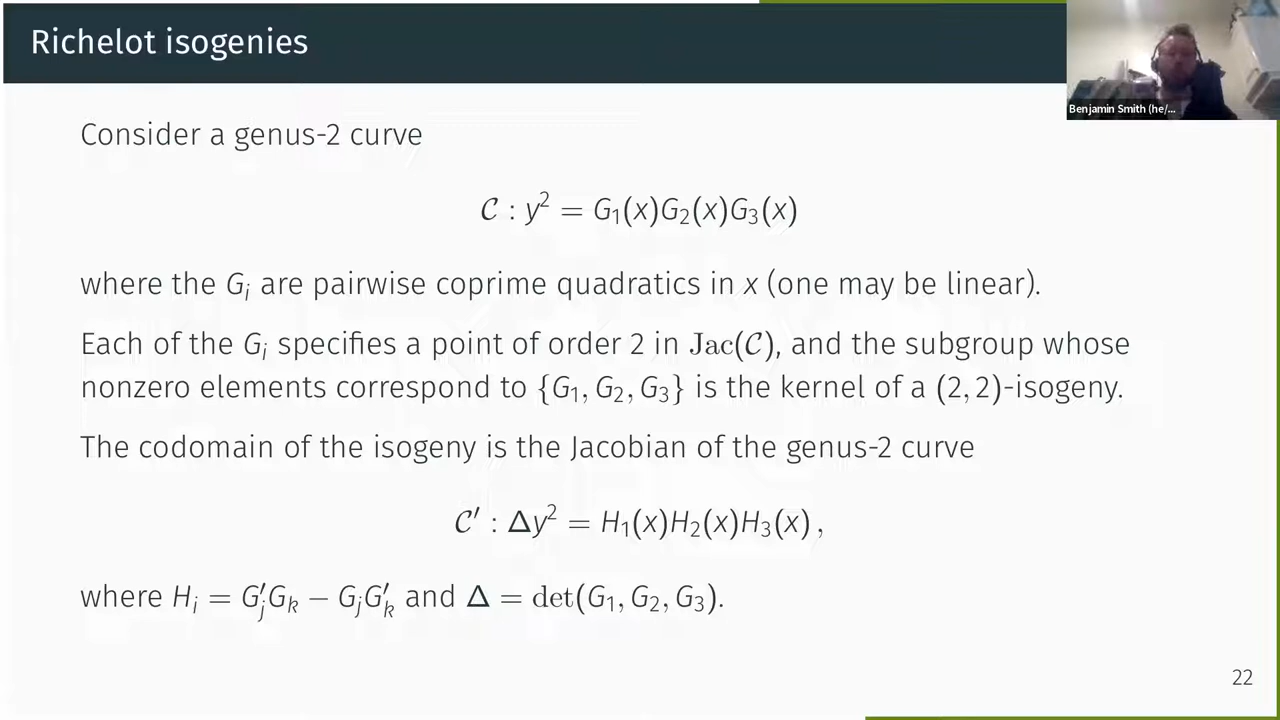 Richelot isogenies
Benjamin Smith (he/...
Consider a genus-2 curve
𝒞 : y² = G₁(x)G₂(x)G₃(x)
where the Gᵢ are pairwise coprime quadratics in x (one may be linear).
Each of the Gᵢ specifies a point of order 2 in Jac(𝒞), and the subgroup whose
nonzero elements correspond to {G₁, G₂, G₃} is the kernel of a (2, 2)-isogeny.
The codomain of the isogeny is the Jacobian of the genus-2 curve
𝒞′ : Δy² = H₁(x)H₂(x)H₃(x) ,
where Hᵢ = G′ⱼGₖ − GⱼG′ₖ and Δ = det(G₁, G₂, G₃).
22